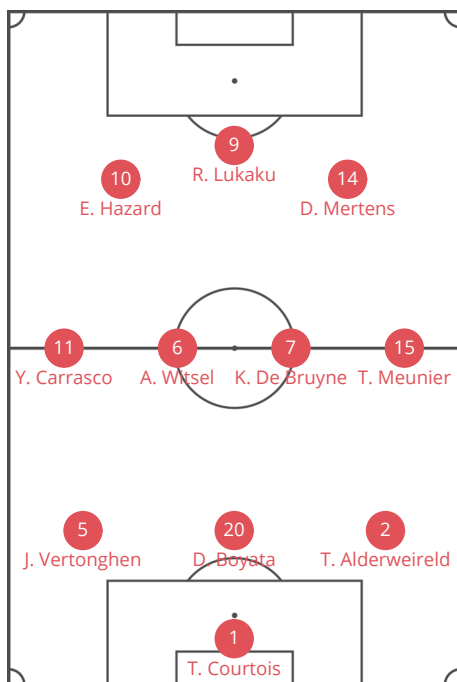 9
R. Lukaku
10
E. Hazard
14
D. Mertens
11
Y. Carrasco
6
A. Witsel
7
K. De Bruyne
15
T. Meunier
5
J. Vertonghen
20
D. Boyata
2
T. Alderweireld
1
T. Courtois